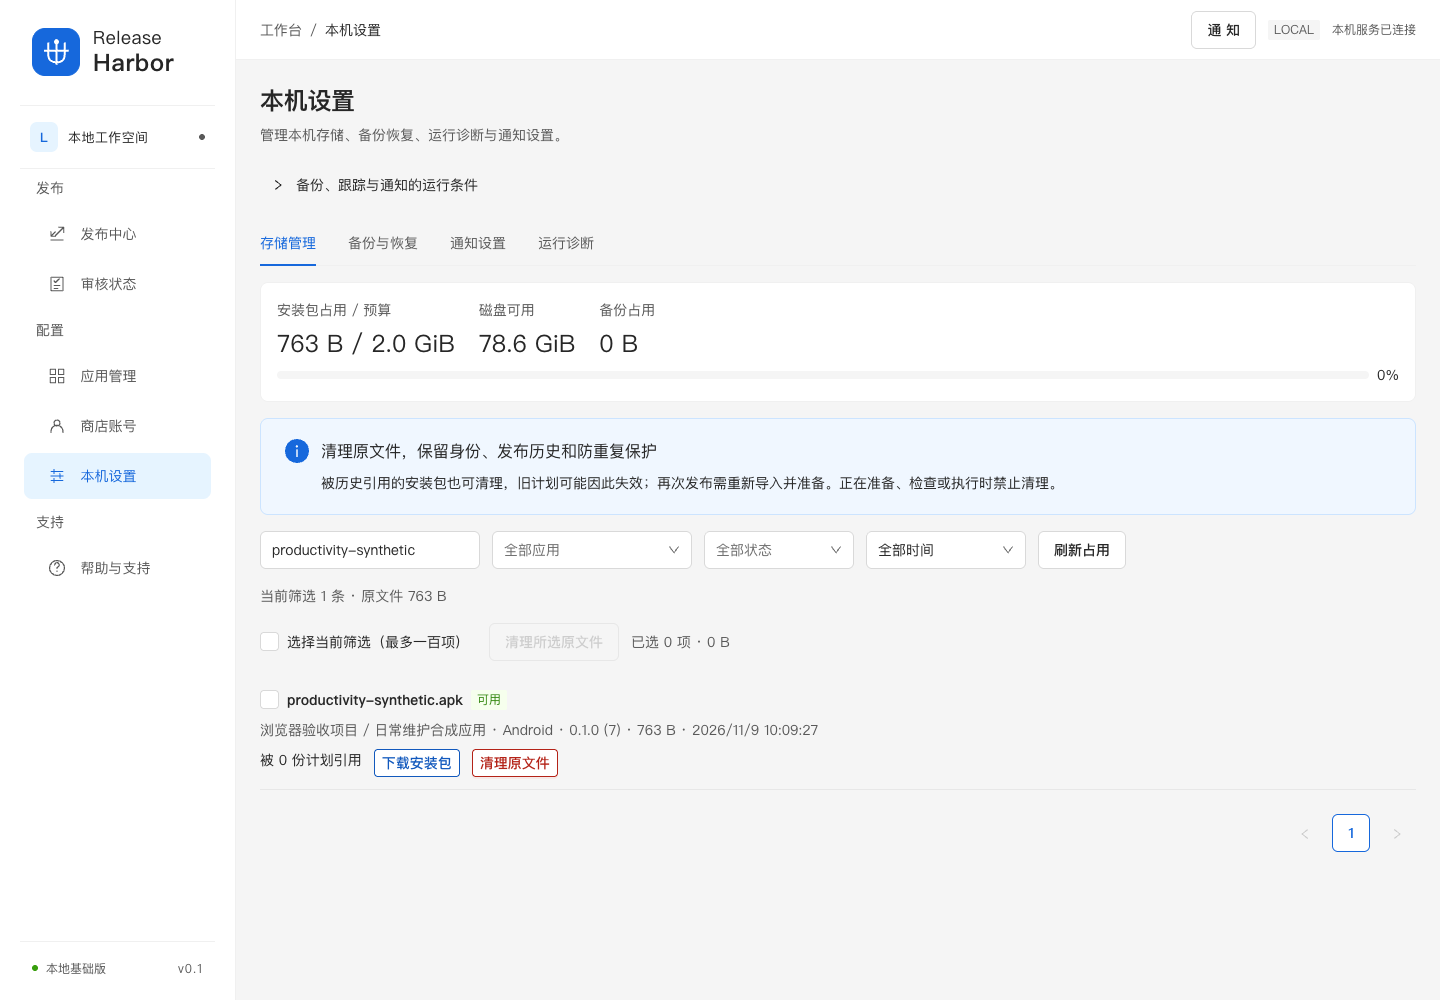 Release
Harbor
L 本地工作空间
发布
发布中心
审核状态
配置
应用管理
商店账号
本机设置
支持
帮助与支持
本地基础版 v0.1
工作台 / 本机设置
通 知 LOCAL 本机服务已连接
本机设置
管理本机存储、备份恢复、运行诊断与通知设置。
备份、跟踪与通知的运行条件
存储管理 备份与恢复 通知设置 运行诊断
安装包占用 / 预算 磁盘可用 备份占用
763 B / 2.0 GiB 78.6 GiB 0 B
0%
清理原文件，保留身份、发布历史和防重复保护
被历史引用的安装包也可清理，旧计划可能因此失效；再次发布需重新导入并准备。正在准备、检查或执行时禁止清理。
productivity-synthetic 全部应用 全部状态 全部时间 刷新占用
当前筛选 1 条 · 原文件 763 B
选择当前筛选（最多一百项） 清理所选原文件 已选 0 项 · 0 B
productivity-synthetic.apk 可用
浏览器验收项目 / 日常维护合成应用 · Android · 0.1.0 (7) · 763 B · 2026/11/9 10:09:27
被 0 份计划引用 下载安装包 清理原文件
1